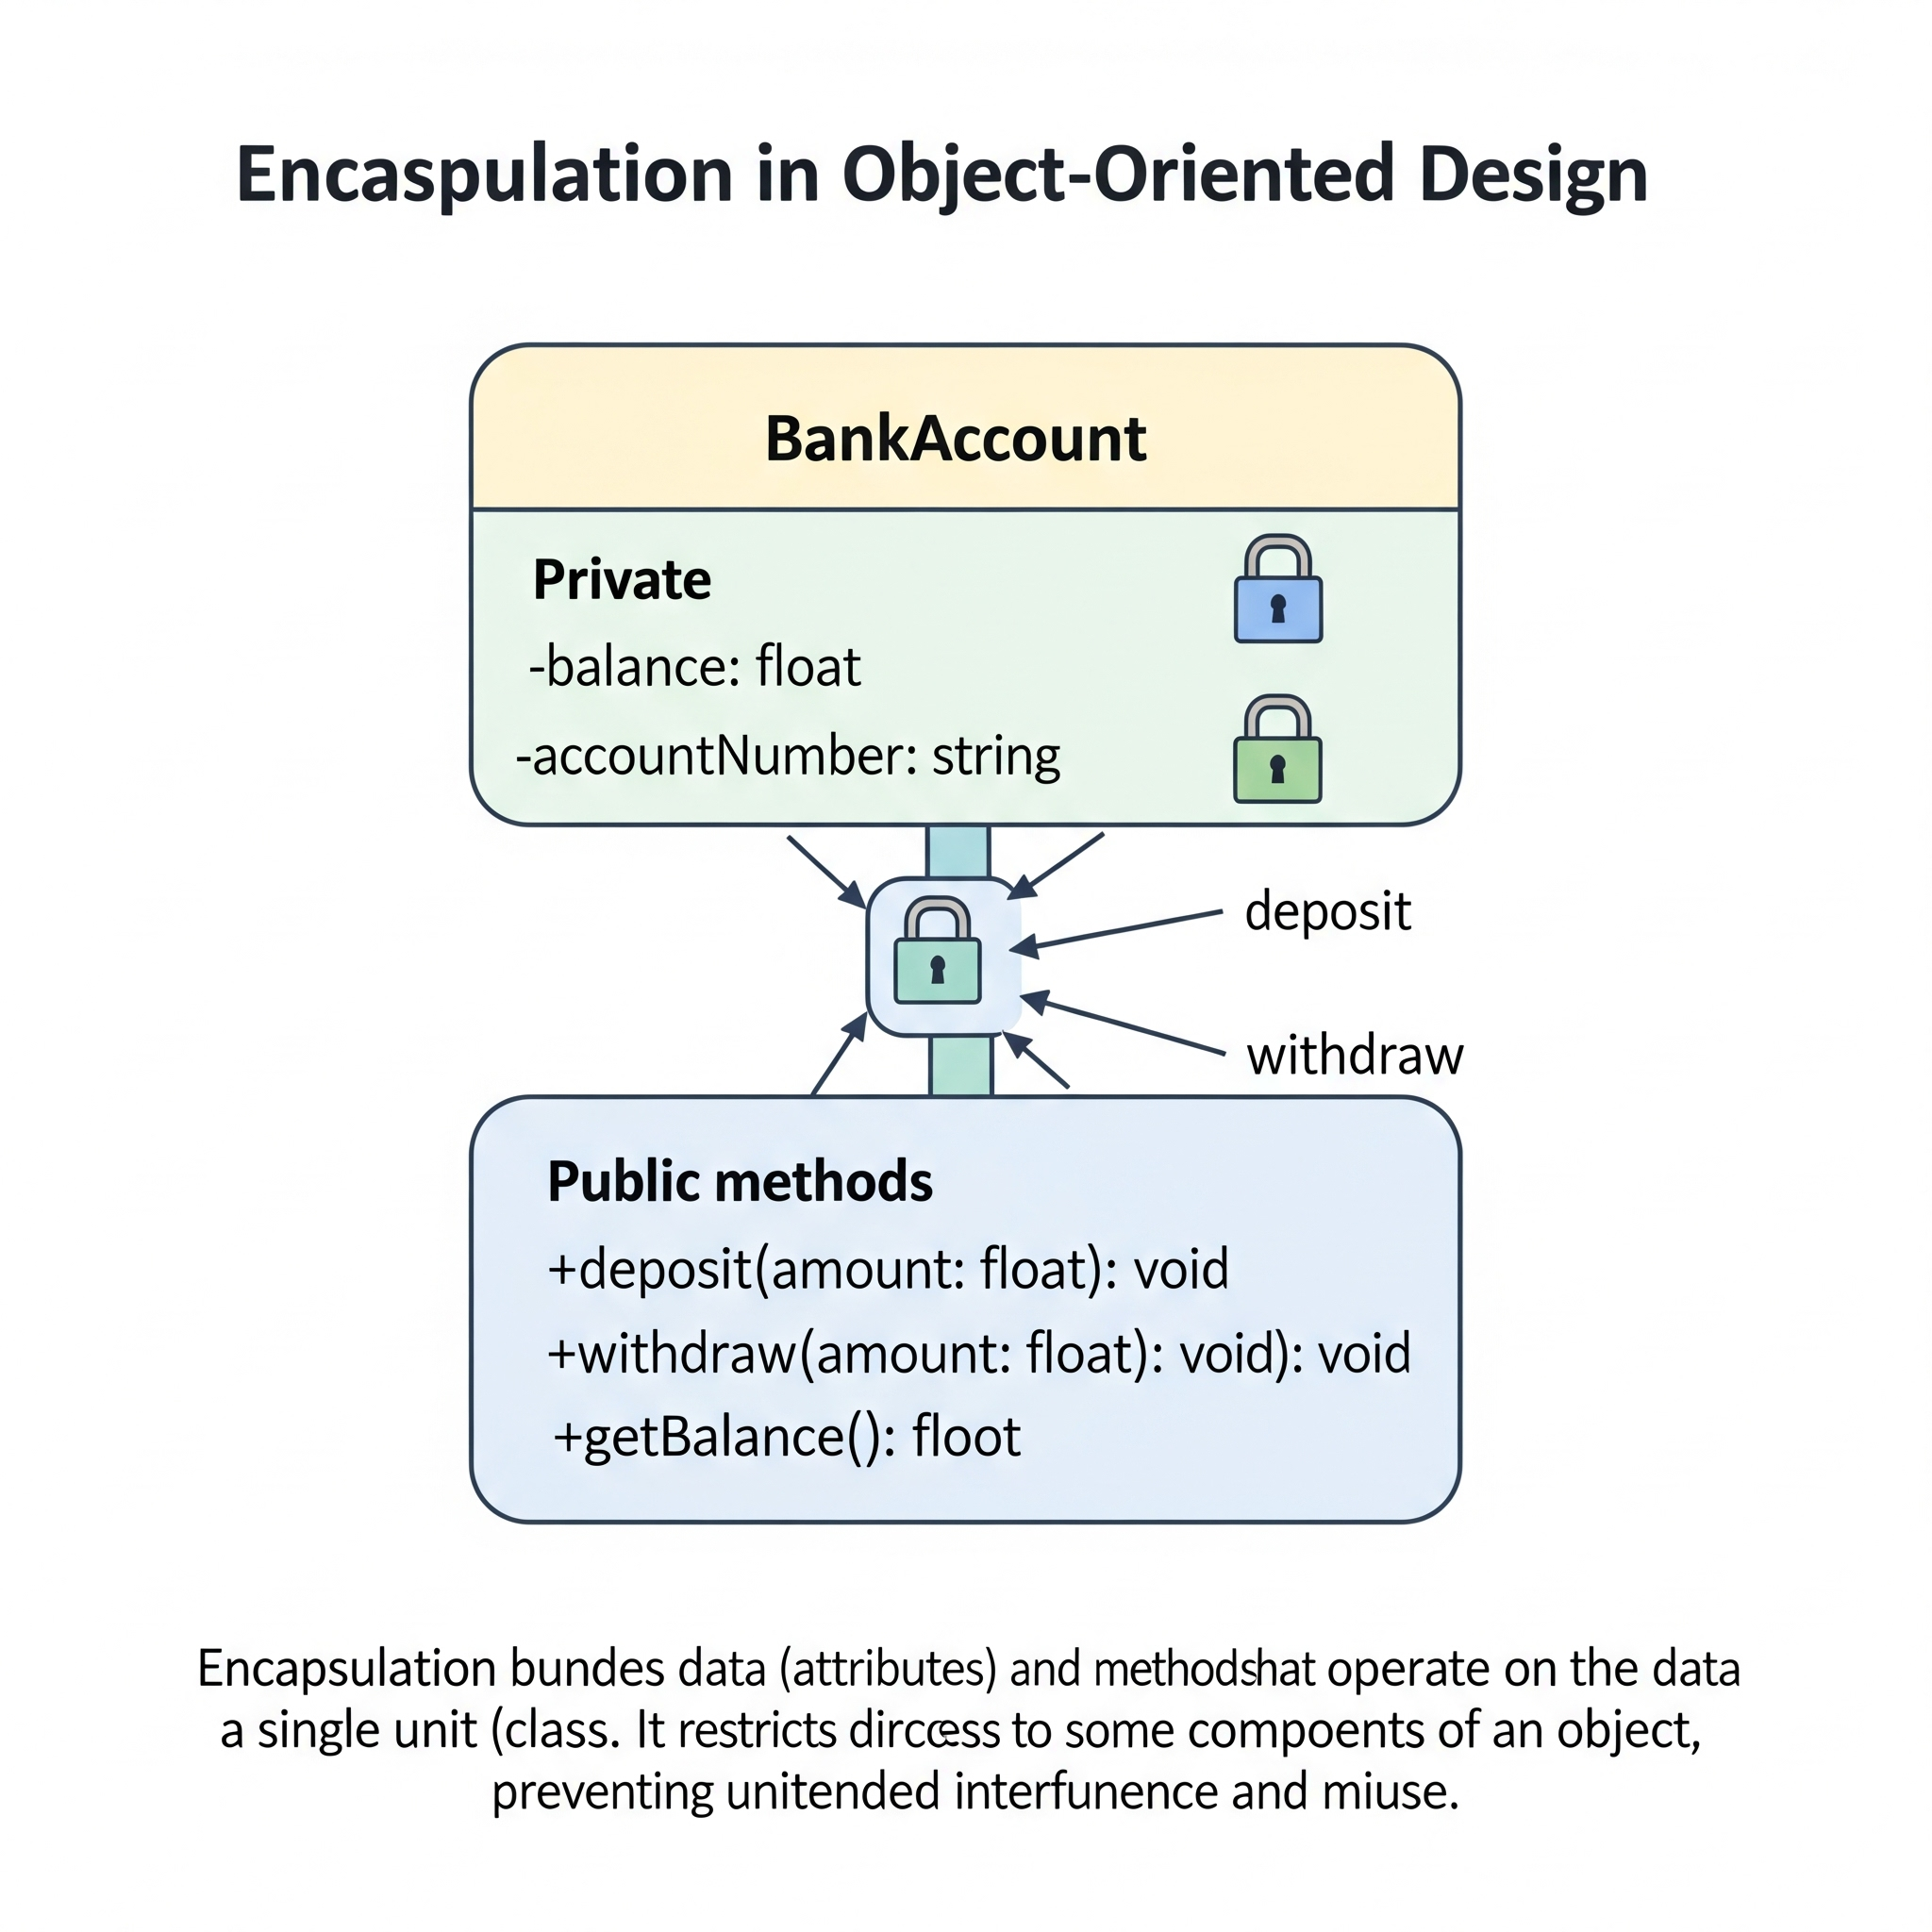 Encaspulation in Object-Oriented Design
BankAccount
Private
-balance: float
-accountNumber: string
deposit
withdraw
Public methods
+deposit(amount: float): void
+withdraw(amount: float): void): void
+getBalance(): floot
Encapsulation bundes data (attributes) and methodshat operate on the data
a single unit (class. It restricts to some compoents of an object,
preventing unitended interfunence and miuse.